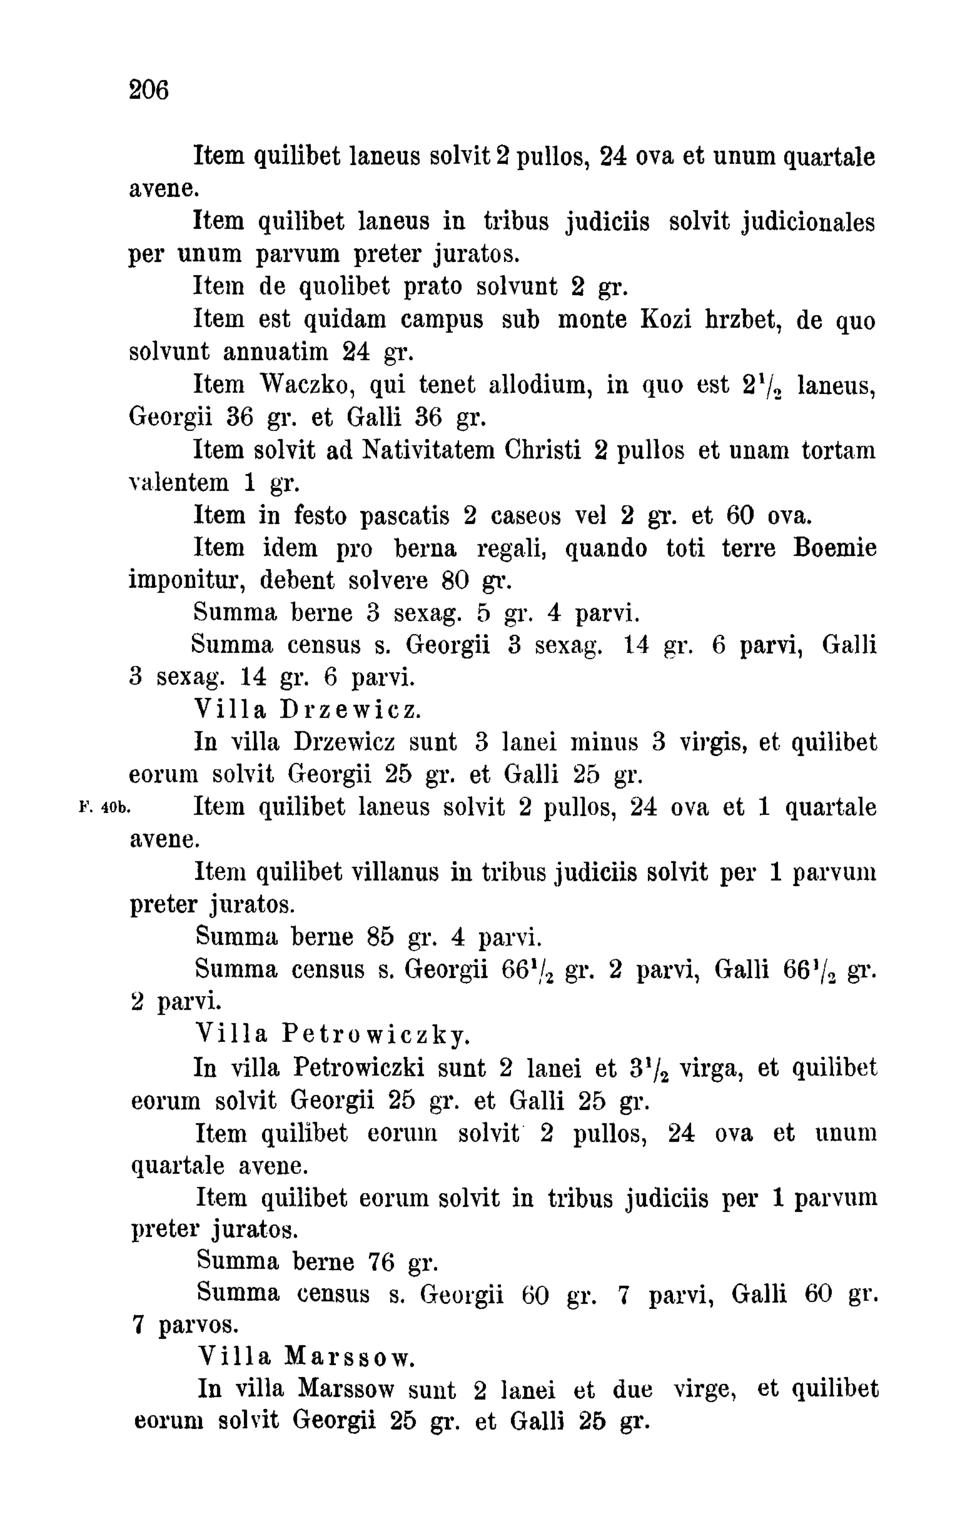 206
Item quilibet laneus solvit 2 pullos, 24 ova et unum quartale
avene.
Item quilibet laneus in tribus judiciis solvit judicionales
per unum parvum preter juratos.
Item de quolibet prato solvunt 2 gr.
Item est quidam campus sub monte Kozi hrzbet, de quo
solvunt annuatim 24 gr.
Item Waczko, qui tenet allodium, in quo est 2¹/₂ laneus,
Georgii 36 gr. et Galli 36 gr.
Item solvit ad Nativitatem Christi 2 pullos et unam tortam
valentem 1 gr.
Item in festo pascatis 2 caseos vel 2 gr. et 60 ova.
Item idem pro berna regali, quando toti terre Boemie
imponitur, debent solvere 80 gr.
Summa berne 3 sexag. 5 gr. 4 parvi.
Summa census s. Georgii 3 sexag. 14 gr. 6 parvi, Galli
3 sexag. 14 gr. 6 parvi.
Villa Drzewicz.
In villa Drzewicz sunt 3 lanei minus 3 virgis, et quilibet
eorum solvit Georgii 25 gr. et Galli 25 gr.
F. 40b. Item quilibet laneus solvit 2 pullos, 24 ova et 1 quartale
avene.
Item quilibet villanus in tribus judiciis solvit per 1 parvum
preter juratos.
Summa berne 85 gr. 4 parvi.
Summa census s. Georgii 66¹/₂ gr. 2 parvi, Galli 66¹/₂ gr.
2 parvi.
Villa Petrowiczky.
In villa Petrowiczki sunt 2 lanei et 3¹/₂ virga, et quilibet
eorum solvit Georgii 25 gr. et Galli 25 gr.
Item quilibet eorum solvit 2 pullos, 24 ova et unum
quartale avene.
Item quilibet eorum solvit in tribus judiciis per 1 parvum
preter juratos.
Summa berne 76 gr.
Summa census s. Georgii 60 gr. 7 parvi, Galli 60 gr.
7 parvos.
Villa Marssow.
In villa Marssow sunt 2 lanei et due virge, et quilibet
eorum solvit Georgii 25 gr. et Galli 25 gr.